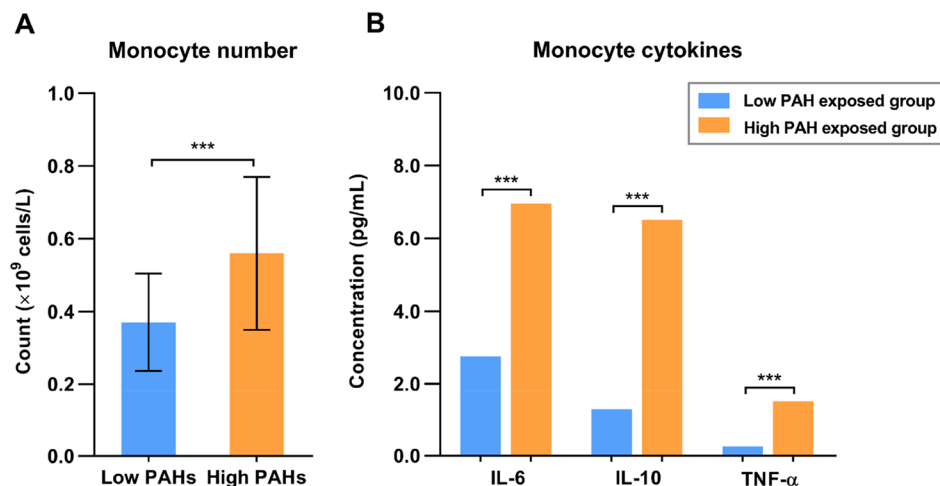 A
Monocyte number
Count (×10⁹ cells/L)
1.0
0.8
0.6
0.4
0.2
0.0
***
Low PAHs High PAHs
B
Monocyte cytokines
Low PAH exposed group
High PAH exposed group
Concentration (pg/mL)
10.0
8.0
6.0
4.0
2.0
0.0
***
***
***
IL-6 IL-10 TNF-α